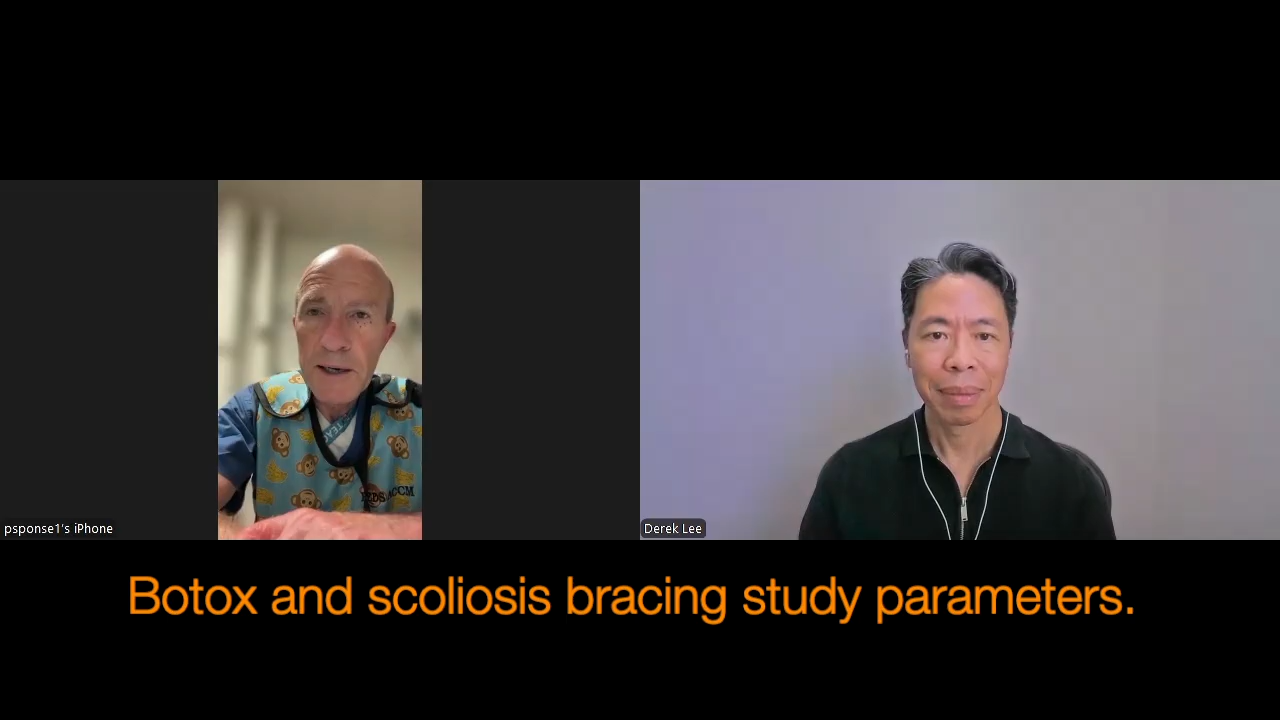 psponse1's iPhone
Derek Lee
Botox and scoliosis bracing study parameters.